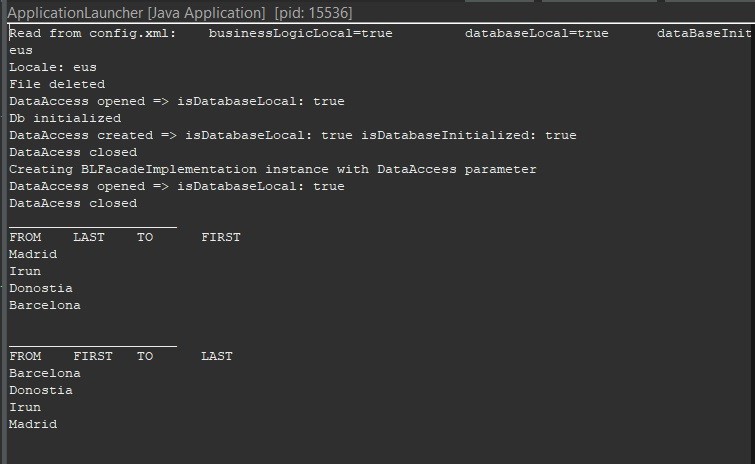 ApplicationLauncher [Java Application] [pid: 15536]
Read from config.xml: businessLogicLocal=true databaseLocal=true dataBaseInit
eus
Locale: eus
File deleted
DataAccess opened => isDatabaseLocal: true
Db initialized
DataAccess created => isDatabaseLocal: true isDatabaseInitialized: true
DataAcess closed
Creating BLFacadeImplementation instance with DataAccess parameter
DataAccess opened => isDatabaseLocal: true
DataAcess closed
_____________________
FROM LAST TO FIRST
Madrid
Irun
Donostia
Barcelona
_____________________
FROM FIRST TO LAST
Barcelona
Donostia
Irun
Madrid